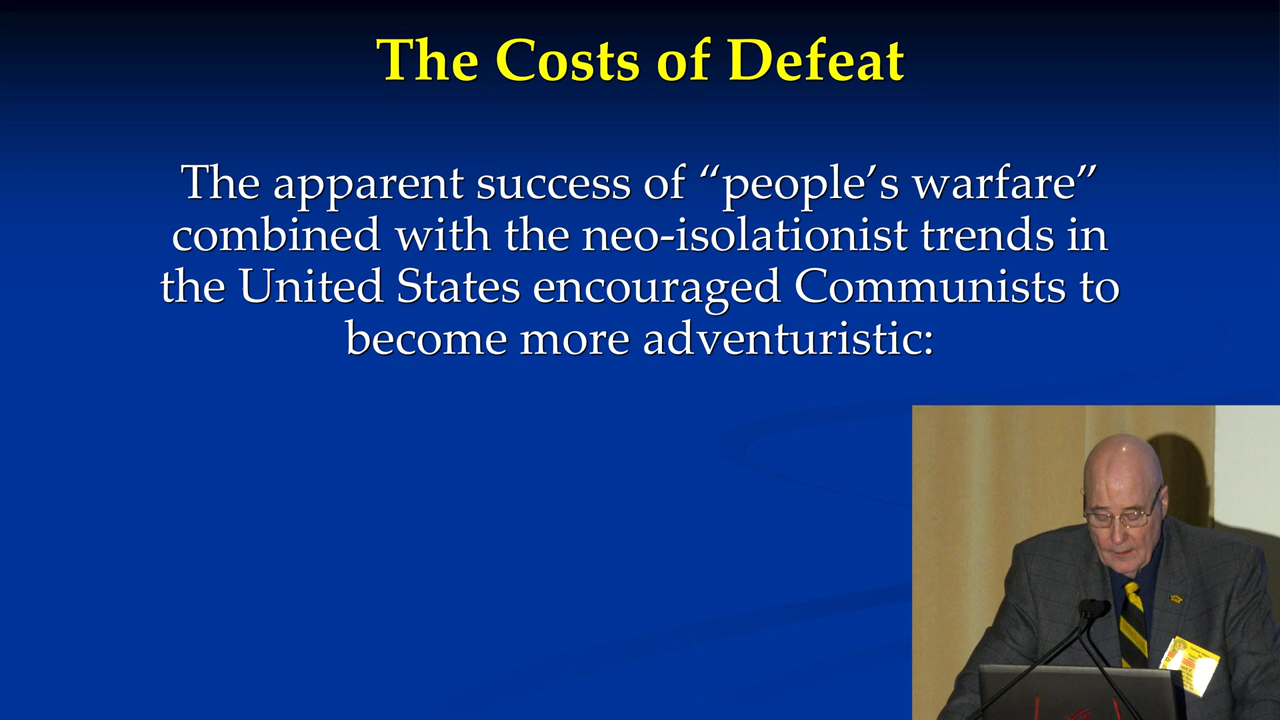 The Costs of Defeat
The apparent success of “people’s warfare”
combined with the neo-isolationist trends in
the United States encouraged Communists to
become more adventuristic: